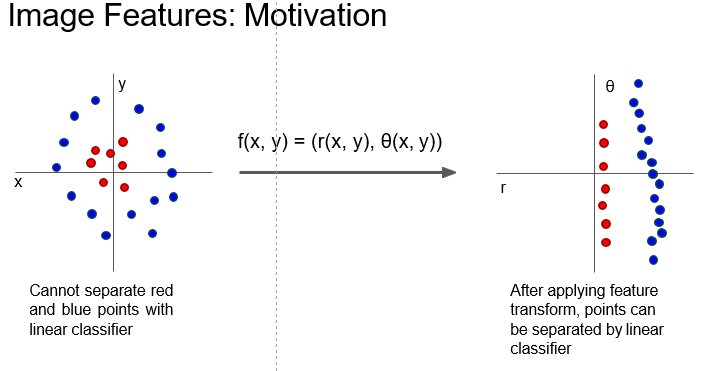 Image Features: Motivation
y
x
f(x, y) = (r(x, y), θ(x, y))
θ
r
Cannot separate red
and blue points with
linear classifier
After applying feature
transform, points can
be separated by linear
classifier